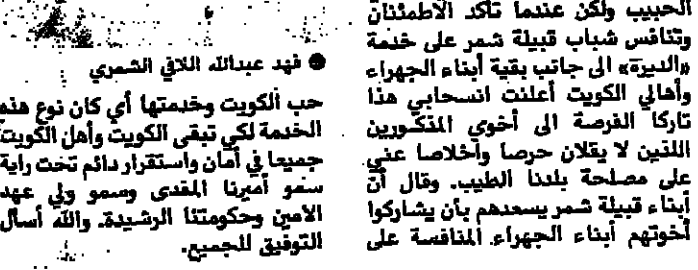 الحبيب ولكن عندما تأكد الاطمئنان
وتنافس شباب قبيلة شمر على خدمة
«الديرة» الى جانب بقية أبناء الجهراء
وأهالي الكويت أعلنت انسحابي هذا
تاركا الفرصة الى أخوي المذكورين
اللذين لا يقلان حرصا واخلاصا عني
على مصلحة بلدنا الطيب. وقال أن
أبناء قبيلة شمر يسعدهم بأن يشاركوا
أخوتهم أبناء الجهراء المنافسة على
● فهد عبدالله اللافي الشمري
حب الكويت وخدمتها أي كان نوع هذه
الخدمة لكي تبقى الكويت وأهل الكويت
جميعا في أمان واستقرار دائم تحت راية
سمو أميرنا المفدى وسمو ولي عهد
الامين وحكومتنا الرشيدة. والله أسأل
التوفيق للجميع.